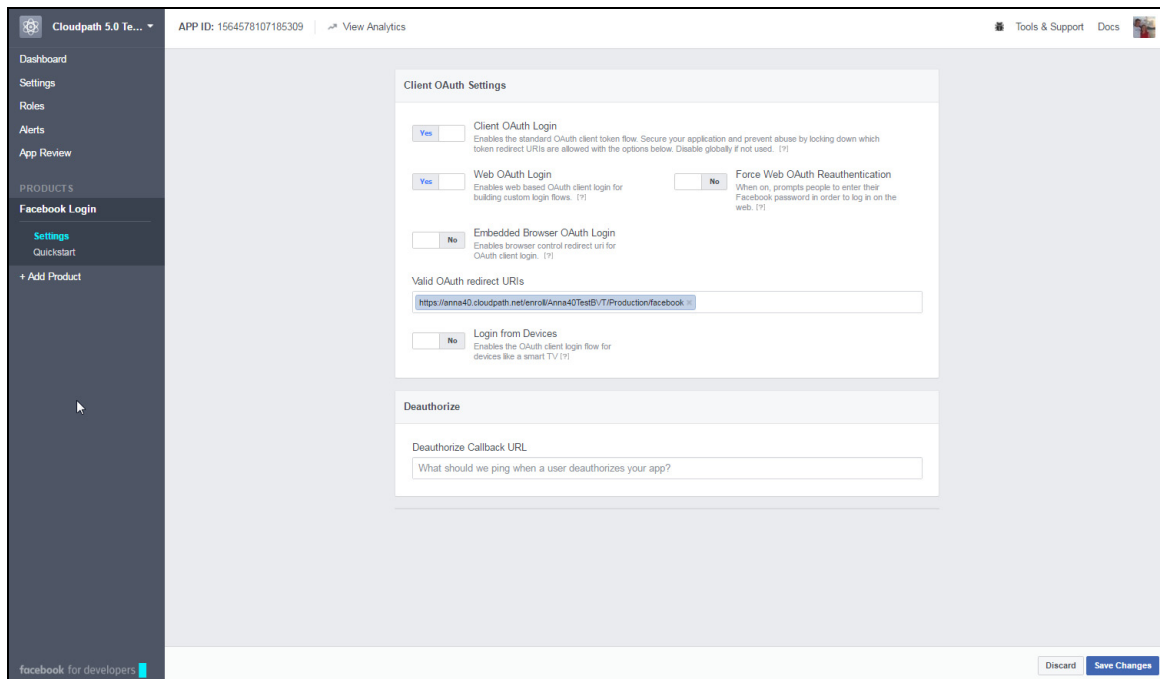 Cloudpath 5.0 Te...
APP ID: 1564578107185309
View Analytics
Tools & Support
Docs
Dashboard
Settings
Roles
Alerts
App Review
PRODUCTS
Facebook Login
Settings
Quickstart
+ Add Product
Client OAuth Settings
Yes
Client OAuth Login
Enables the standard OAuth client token flow. Secure your application and prevent abuse by locking down which
token redirect URIs are allowed with the options below. Disable globally if not used. [?]
Yes
Web OAuth Login
Enables web based OAuth client login for
building custom login flows. [?]
No
Force Web OAuth Reauthentication
When on, prompts people to enter their
Facebook password in order to log in on the
web. [?]
No
Embedded Browser OAuth Login
Enables browser control redirect uri for
OAuth client login. [?]
Valid OAuth redirect URIs
https://anna40.cloudpath.net/enroll/Anna40TestBVT/Production/facebook ×
No
Login from Devices
Enables the OAuth client login flow for
devices like a smart TV [?]
Deauthorize
Deauthorize Callback URL
What should we ping when a user deauthorizes your app?
facebook for developers
Discard
Save Changes